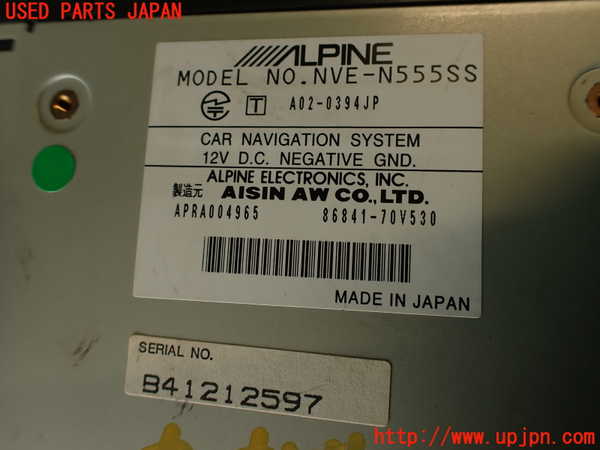 USED PARTS JAPAN
ALPINE
MODEL NO. NVE-N555SS
T A02-0394JP
CAR NAVIGATION SYSTEM
12V D.C. NEGATIVE GND.
ALPINE ELECTRONICS, INC.
製造元 AISIN AW CO., LTD.
APRA004965 86841-70V530
MADE IN JAPAN
SERIAL NO.
B41212597
http://www.upjpn.com/